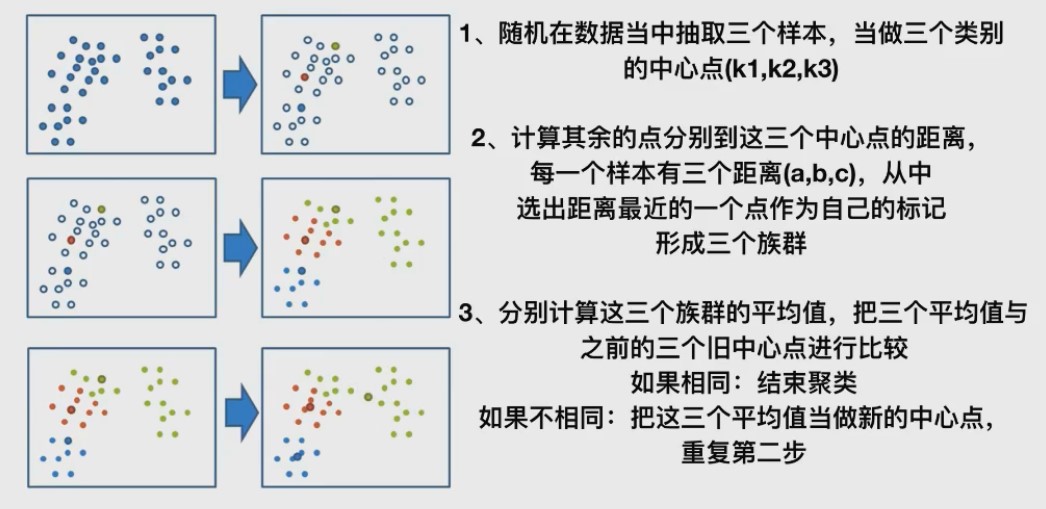 1、随机在数据当中抽取三个样本，当做三个类别
的中心点(k1,k2,k3)
2、计算其余的点分别到这三个中心点的距离，
每一个样本有三个距离(a,b,c)，从中
选出距离最近的一个点作为自己的标记
形成三个族群
3、分别计算这三个族群的平均值，把三个平均值与
之前的三个旧中心点进行比较
如果相同：结束聚类
如果不相同：把这三个平均值当做新的中心点，
重复第二步